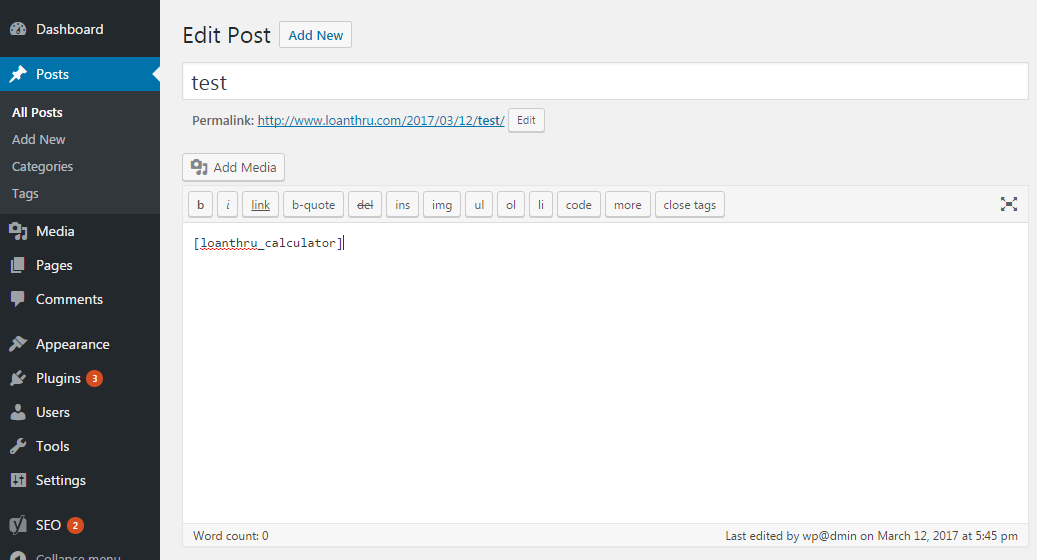 Dashboard
Posts
All Posts
Add New
Categories
Tags
Media
Pages
Comments
Appearance
Plugins 3
Users
Tools
Settings
SEO 2
Collapse menu
Edit Post Add New
test
Permalink: http://www.loanthru.com/2017/03/12/test/ Edit
Add Media
b i link b-quote del ins img ul ol li code more close tags
[loanthru_calculator]
Word count: 0 Last edited by wp@dmin on March 12, 2017 at 5:45 pm